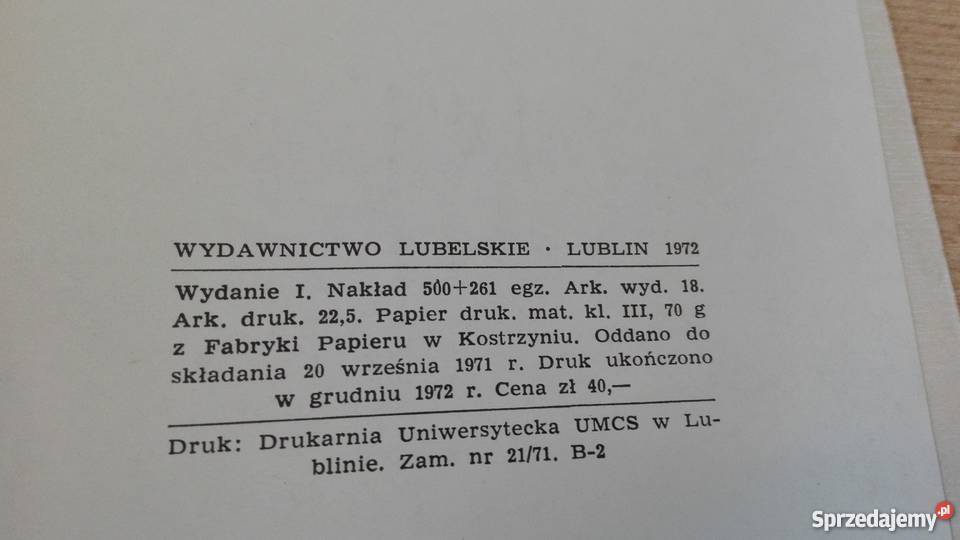 WYDAWNICTWO LUBELSKIE · LUBLIN 1972
Wydanie I. Nakład 500+261 egz. Ark. wyd. 18.
Ark. druk. 22,5. Papier druk. mat. kl. III, 70 g
z Fabryki Papieru w Kostrzyniu. Oddano do
składania 20 września 1971 r. Druk ukończono
w grudniu 1972 r. Cena zł 40,—
Druk: Drukarnia Uniwersytecka UMCS w Lu-
blinie. Zam. nr 21/71. B-2
Sprzedajemy.pl